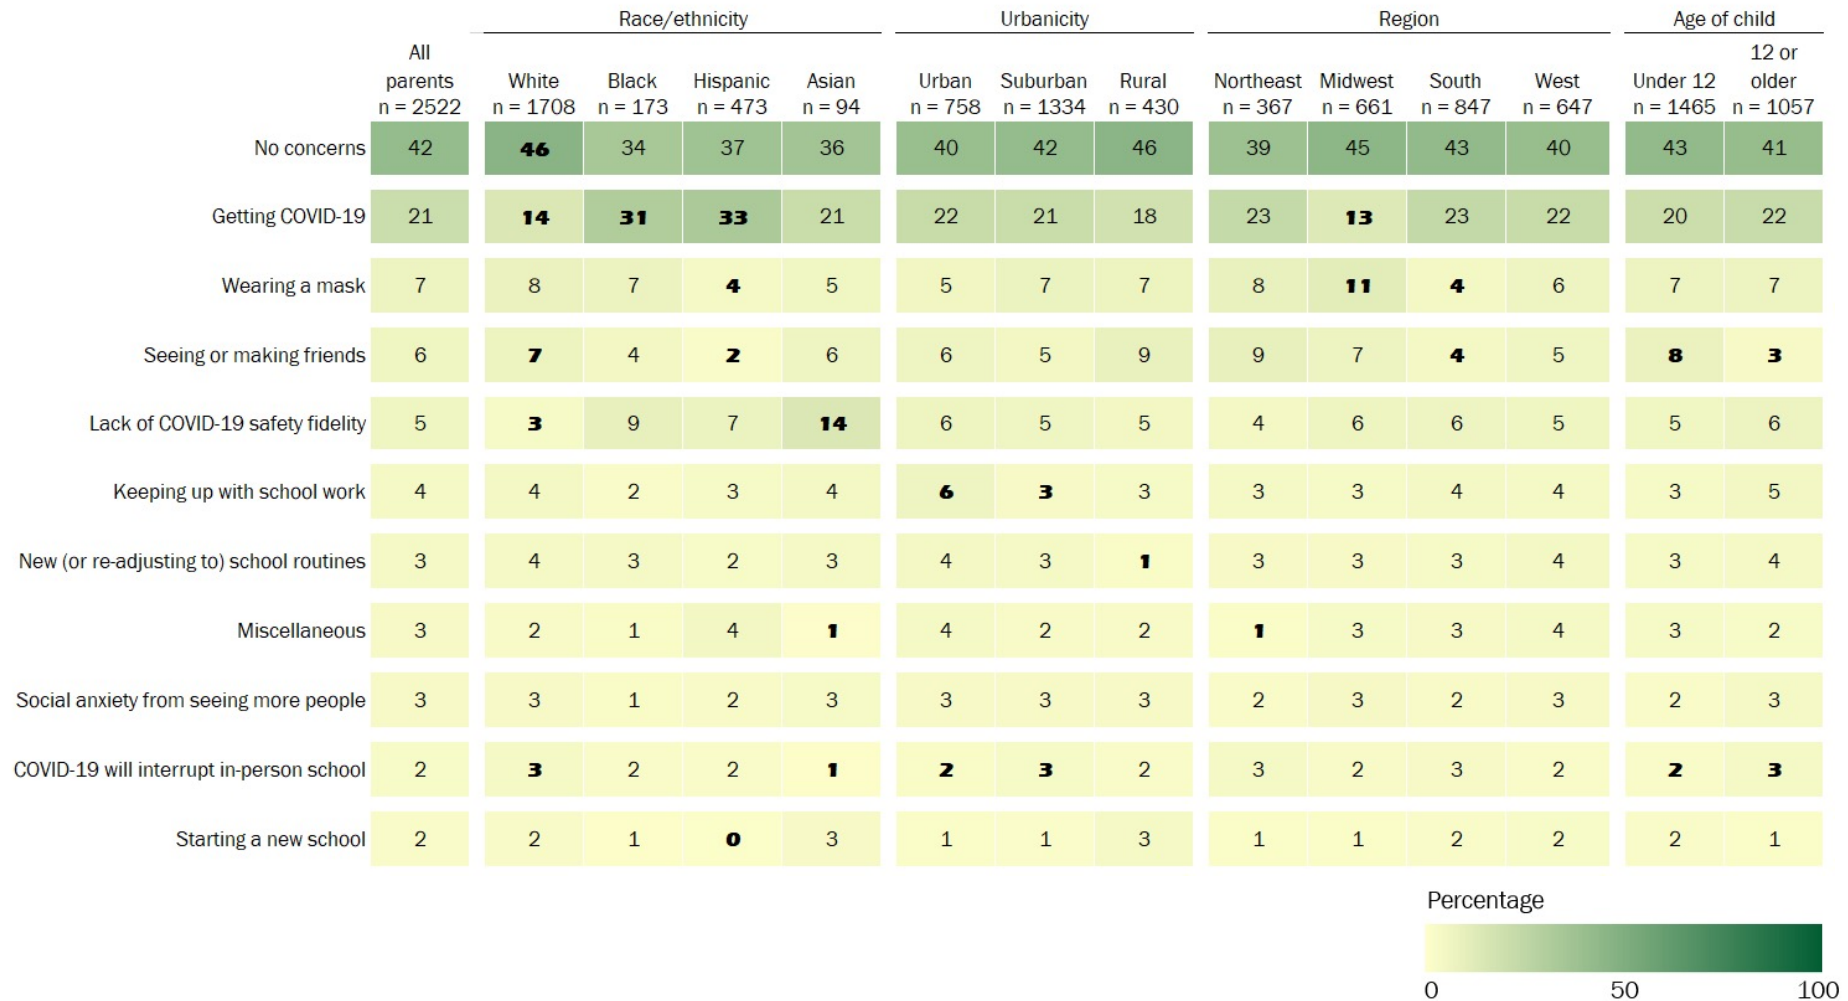 Race/ethnicity Urbanicity Region Age of child
All 12 or
parents White Black Hispanic Asian Urban Suburban Rural Northeast Midwest South West Under 12 older
n = 2522 n = 1708 n = 173 n = 473 n = 94 n = 758 n = 1334 n = 430 n = 367 n = 661 n = 847 n = 647 n = 1465 n = 1057
No concerns 42 46 34 37 36 40 42 46 39 45 43 40 43 41
Getting COVID-19 21 14 31 33 21 22 21 18 23 13 23 22 20 22
Wearing a mask 7 8 7 4 5 5 7 7 8 11 4 6 7 7
Seeing or making friends 6 7 4 2 6 6 5 9 9 7 4 5 8 3
Lack of COVID-19 safety fidelity 5 3 9 7 14 6 5 5 4 6 6 5 5 6
Keeping up with school work 4 4 2 3 4 6 3 3 3 3 4 4 3 5
New (or re-adjusting to) school routines 3 4 3 2 3 4 3 1 3 3 3 4 3 4
Miscellaneous 3 2 1 4 1 4 2 2 1 3 3 4 3 2
Social anxiety from seeing more people 3 3 1 2 3 3 3 3 2 3 2 3 2 3
COVID-19 will interrupt in-person school 2 3 2 2 1 2 3 2 3 2 3 2 2 3
Starting a new school 2 2 1 0 3 1 1 3 1 1 2 2 2 1
Percentage
0 50 100